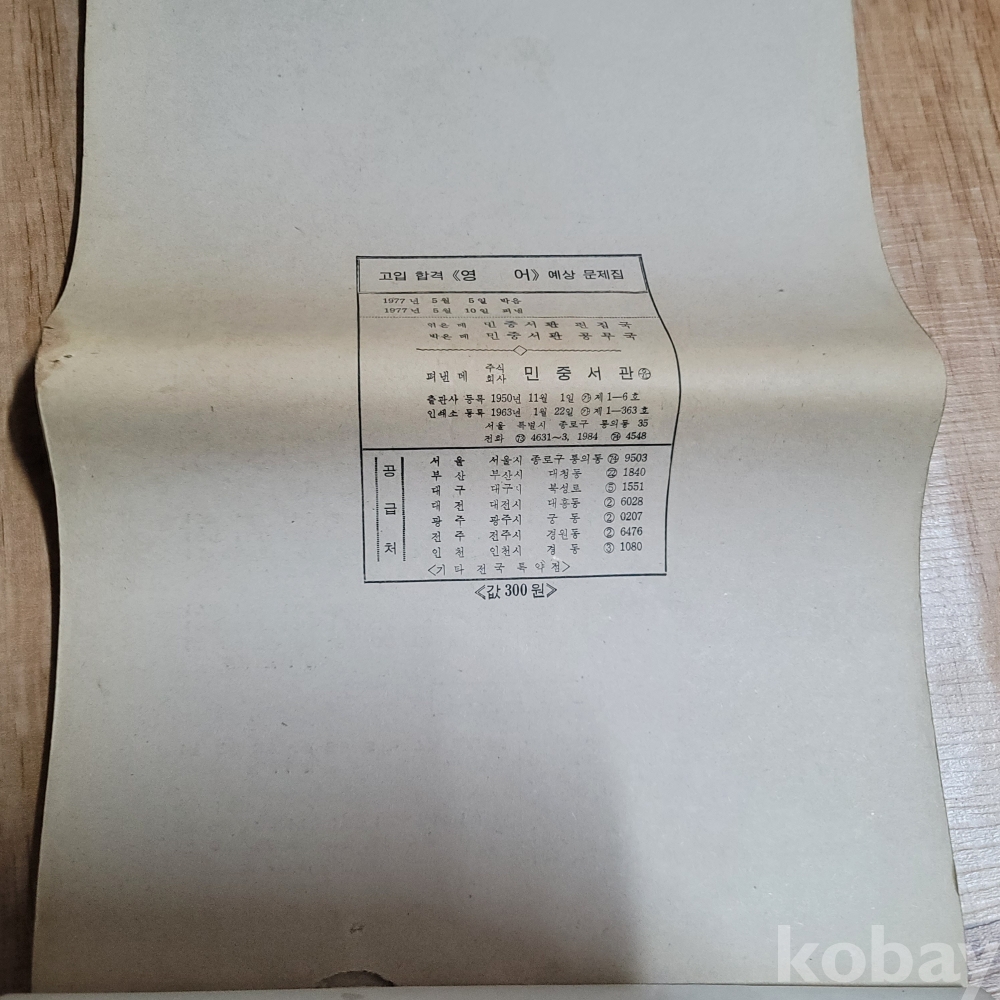 고입 합격 《영 어》 예상 문제집
1977년 5월 5일 박음
1977년 5월 10일 펴냄
엮은 데 민중서관 편집국
박은 데 민중서관 공무국
펴낸 데 주식회사 민중서관
출판사 등록 1950년 11월 1일 ㉮ 제1—6호
인쇄소 등록 1963년 1월 22일 ㉮ 제1—363호
서울 특별시 종로구 통의동 35
전화 ㉓ 4631~3, 1984 4548
공급처
서울 서울시 종로구 통의동 9503
부산 부산시 대청동 ㉒ 1840
대구 대구시 북성로 ⑤ 1551
대전 대전시 대흥동 ② 6028
광주 광주시 궁동 ② 0207
전주 전주시 경원동 ② 6476
인천 인천시 경동 ③ 1080
<기타 전국 특약점>
《값 300원》
kobay